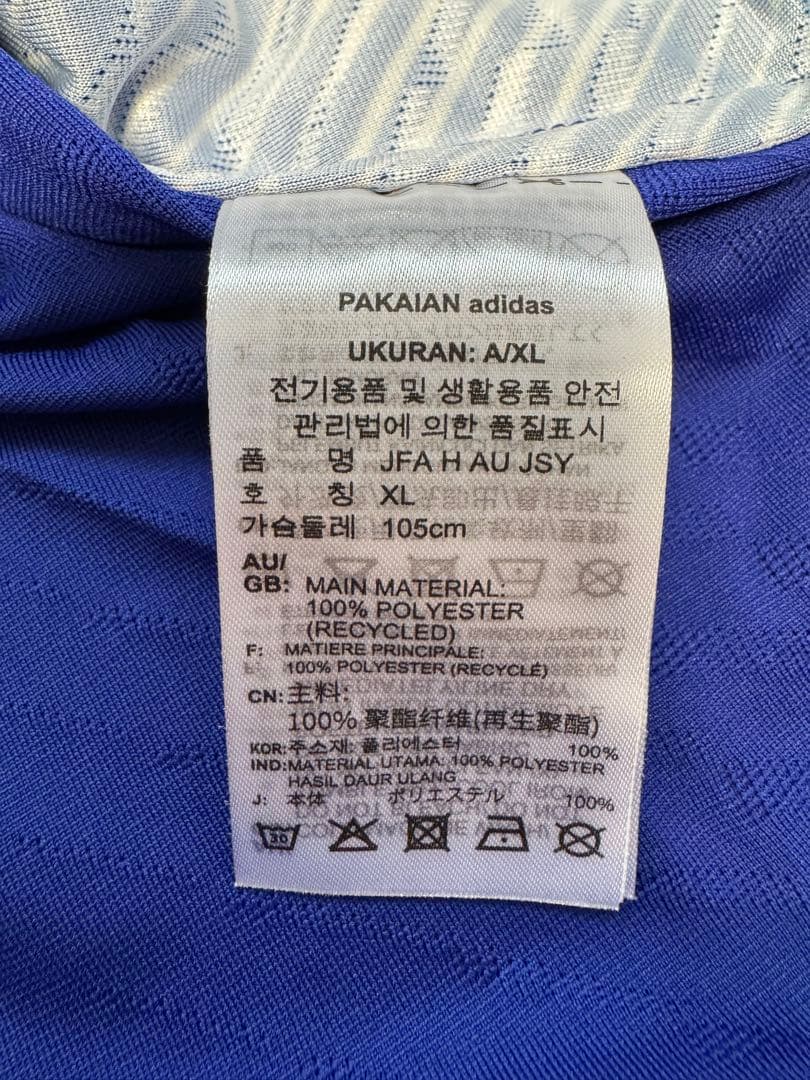 PAKAIAN adidas
UKURAN: A/XL
전기용품 및 생활용품 안전
관리법에 의한 품질표시
품 명 JFA H AU JSY
호 칭 XL
가슴둘레 105cm
AU/
GB: MAIN MATERIAL:
100% POLYESTER
(RECYCLED)
F: MATIERE PRINCIPALE:
100% POLYESTER (RECYCLÉ)
CN: 主料:
100% 聚酯纤维(再生聚酯)
KOR: 주소재: 폴리에스터 100%
IND: MATERIAL UTAMA: 100% POLYESTER
HASIL DAUR ULANG
J: 本体 ポリエステル 100%
30